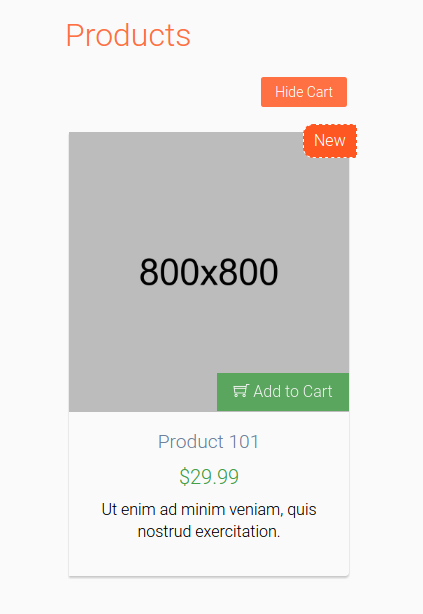 Products
Hide Cart
New
800x800
Add to Cart
Product 101
$29.99
Ut enim ad minim veniam, quis
nostrud exercitation.